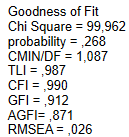 Goodness of Fit
Chi Square = 99,962
probability = ,268
CMIN/DF = 1,087
TLI = ,987
CFI = ,990
GFI = ,912
AGFI= ,871
RMSEA = ,026